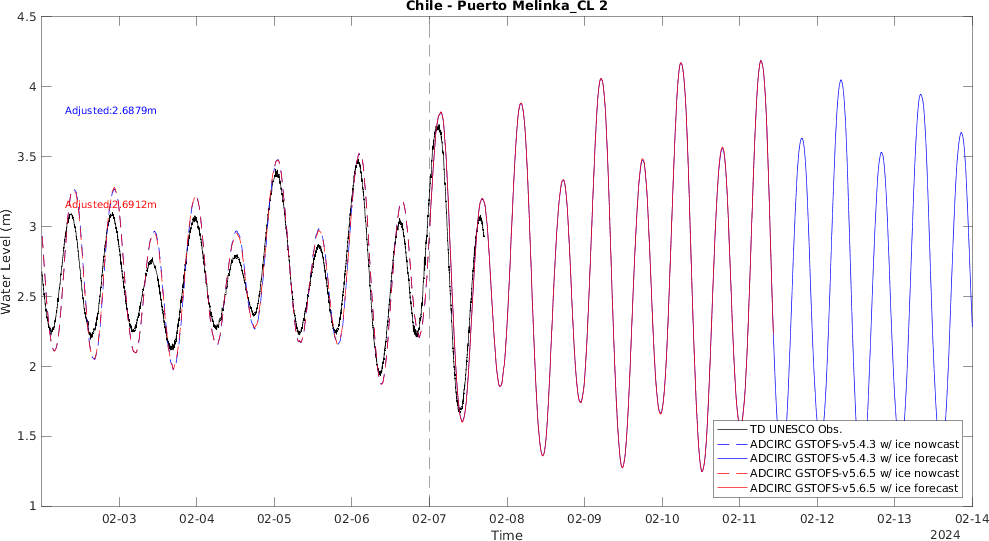 Chile - Puerto Melinka_CL 2
4.5
4
3.5
3
2.5
2
1.5
1
Water Level (m)
Adjusted:2.6879m
Adjusted:2.6912m
TD UNESCO Obs.
ADCIRC GSTOFS-v5.4.3 w/ ice nowcast
ADCIRC GSTOFS-v5.4.3 w/ ice forecast
ADCIRC GSTOFS-v5.6.5 w/ ice nowcast
ADCIRC GSTOFS-v5.6.5 w/ ice forecast
02-03 02-04 02-05 02-06 02-07 02-08 02-09 02-10 02-11 02-12 02-13 02-14
Time
2024